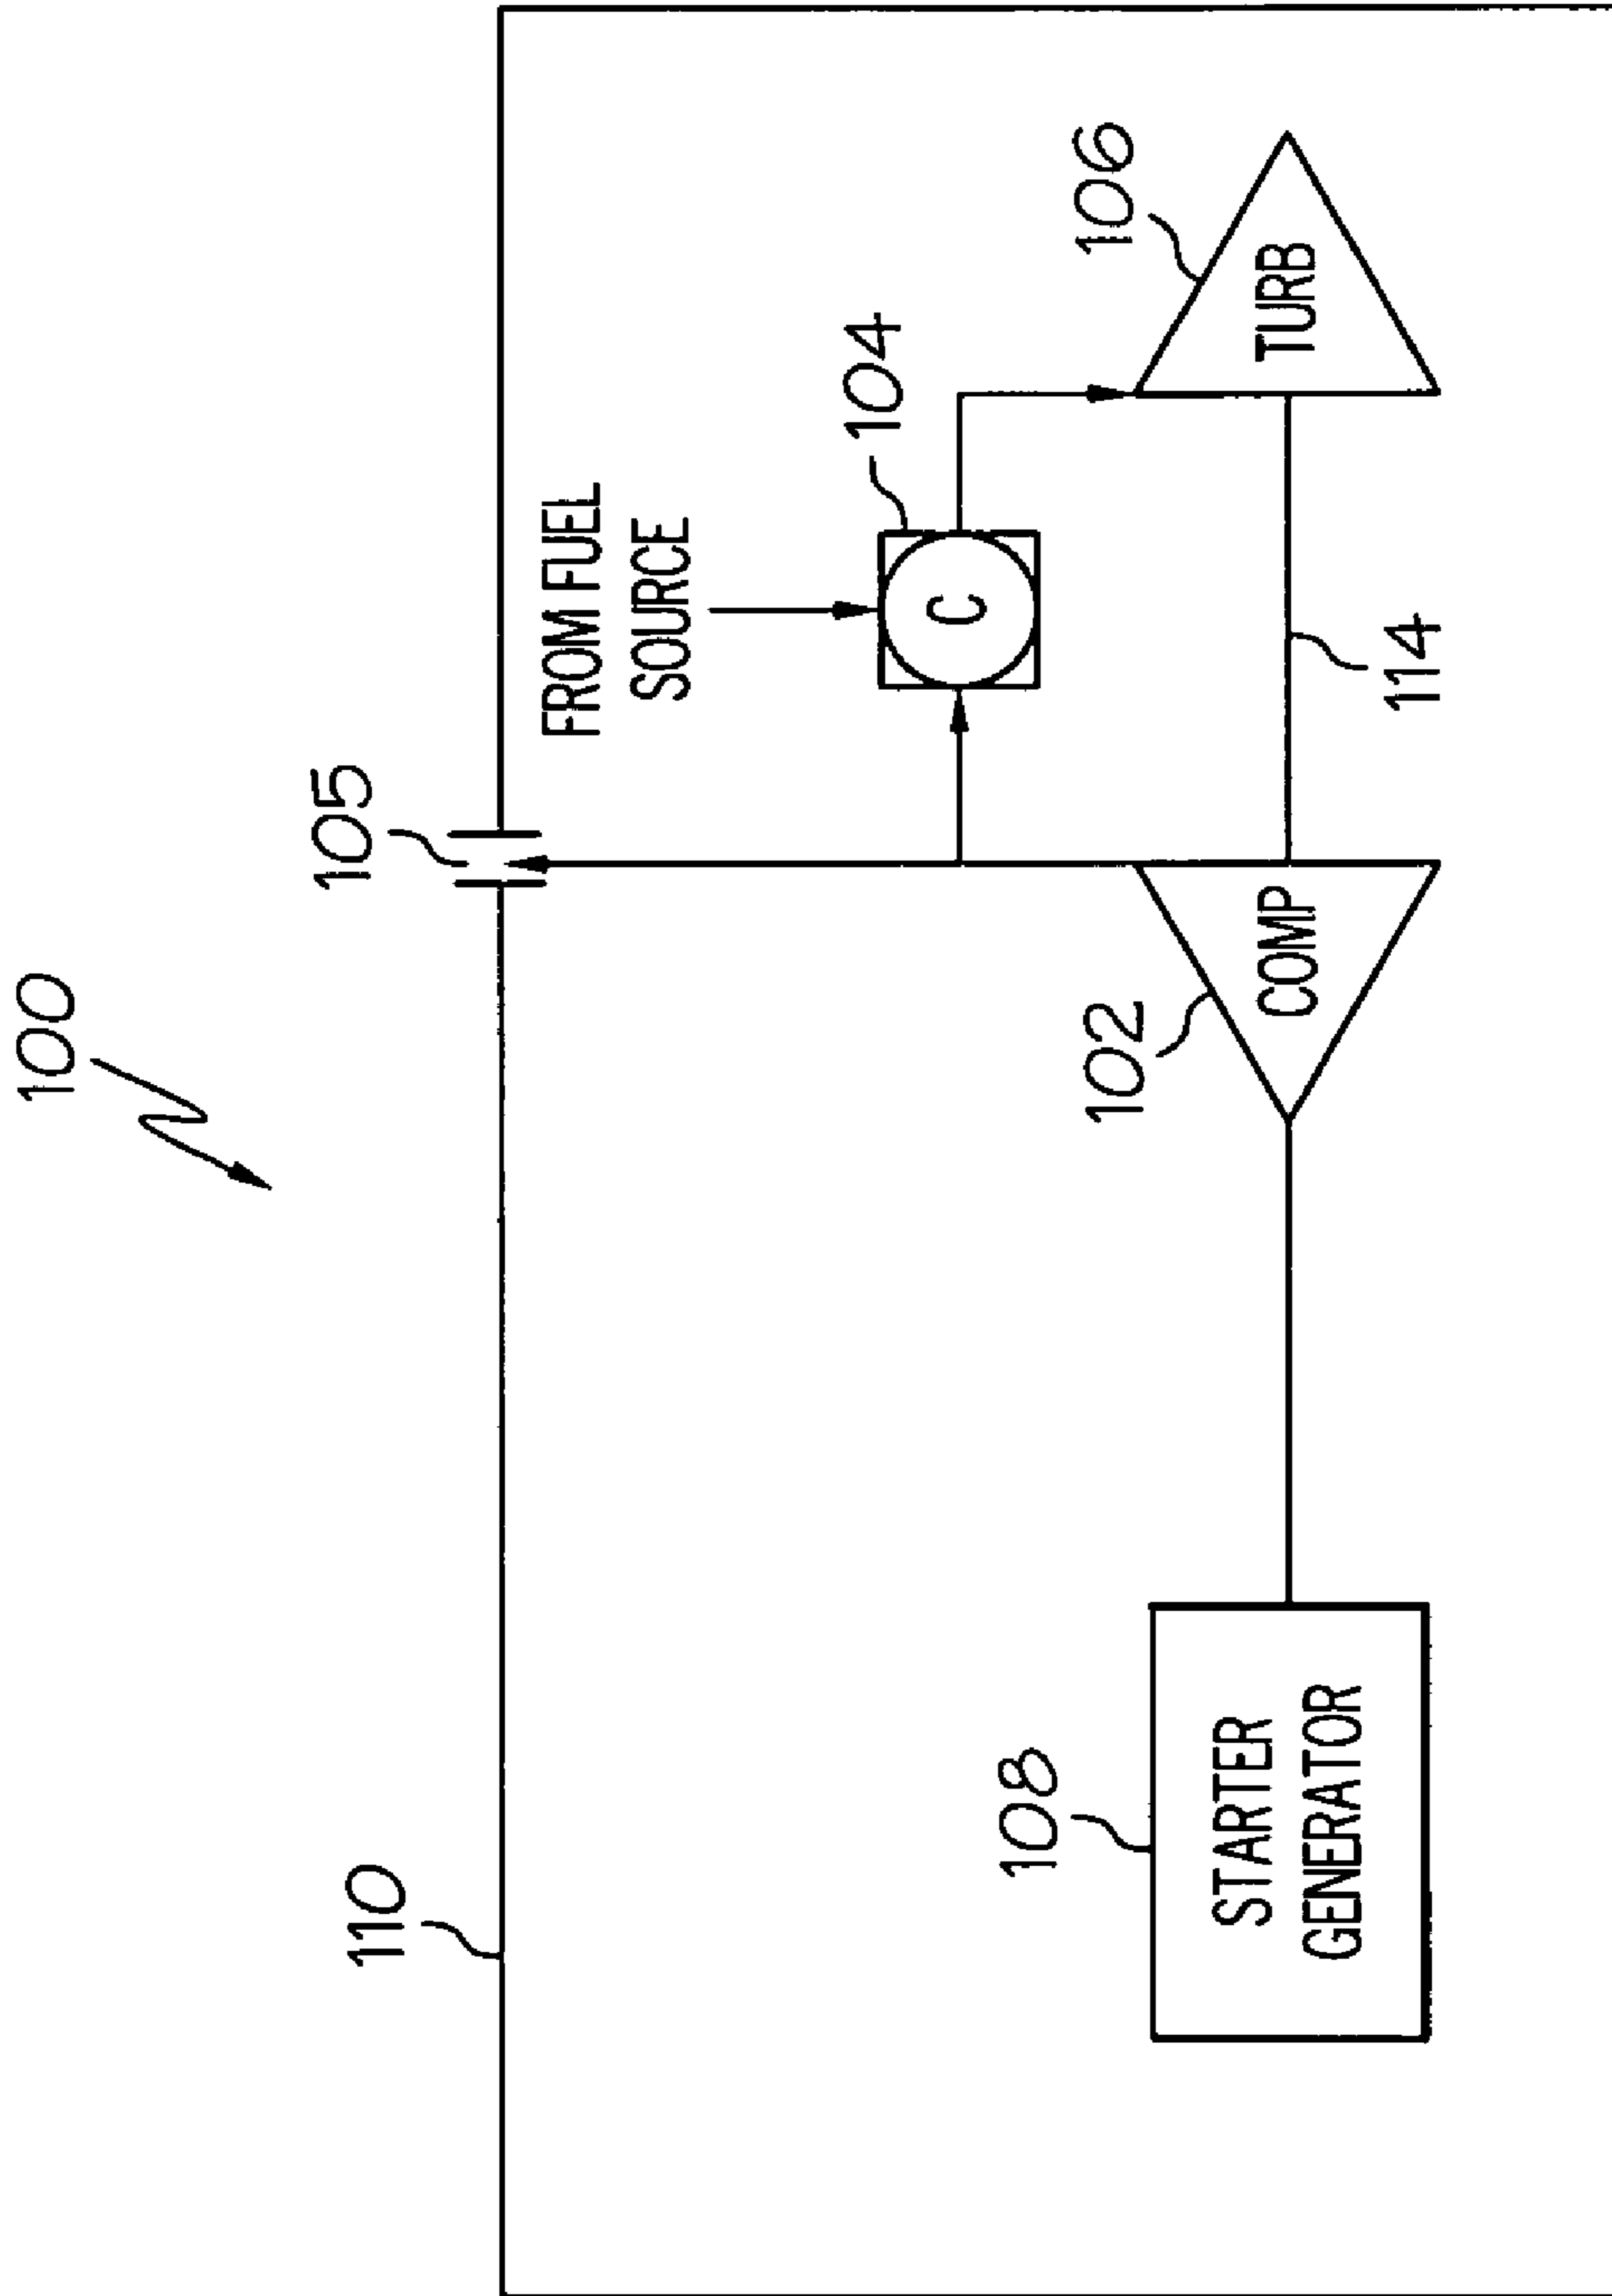 100
105
110
FROM FUEL
SOURCE
104
106
TURB
C
114
COMP
102
108
STARTER
GENERATOR